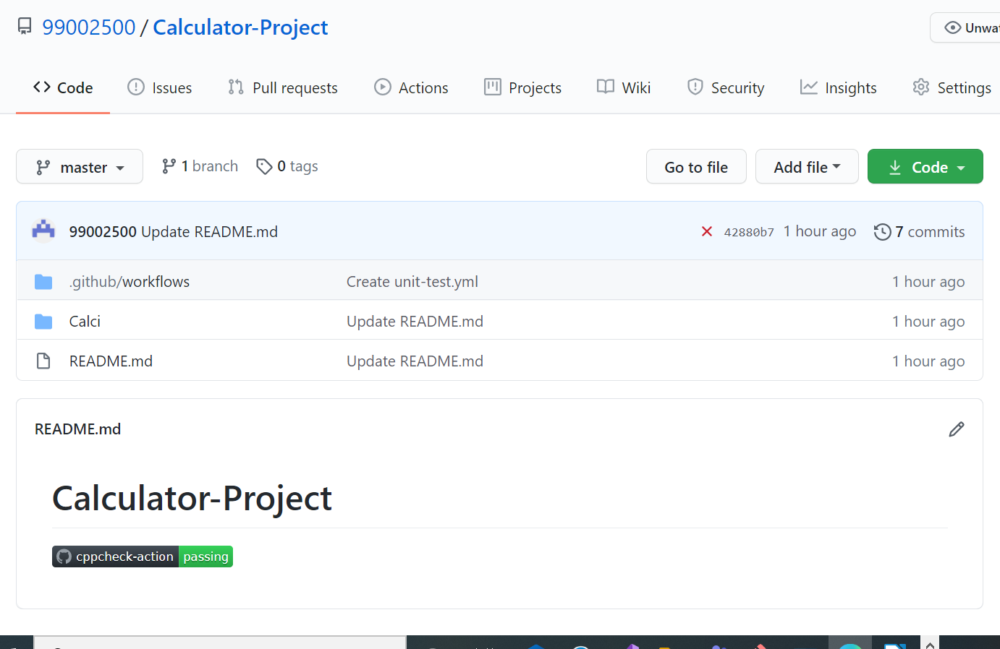 99002500 / Calculator-Project
Unwat
Code Issues Pull requests Actions Projects Wiki Security Insights Settings
master 1 branch 0 tags Go to file Add file Code
99002500 Update README.md 42880b7 1 hour ago 7 commits
.github/workflows Create unit-test.yml 1 hour ago
Calci Update README.md 1 hour ago
README.md Update README.md 1 hour ago
README.md
Calculator-Project
cppcheck-action passing